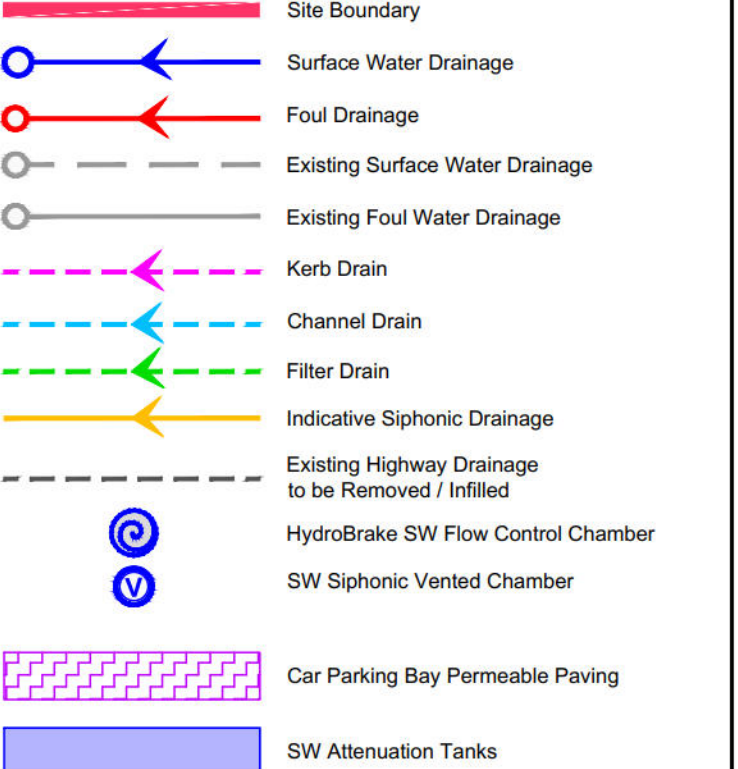 Site Boundary
Surface Water Drainage
Foul Drainage
Existing Surface Water Drainage
Existing Foul Water Drainage
Kerb Drain
Channel Drain
Filter Drain
Indicative Siphonic Drainage
Existing Highway Drainage
to be Removed / Infilled
HydroBrake SW Flow Control Chamber
V SW Siphonic Vented Chamber
Car Parking Bay Permeable Paving
SW Attenuation Tanks